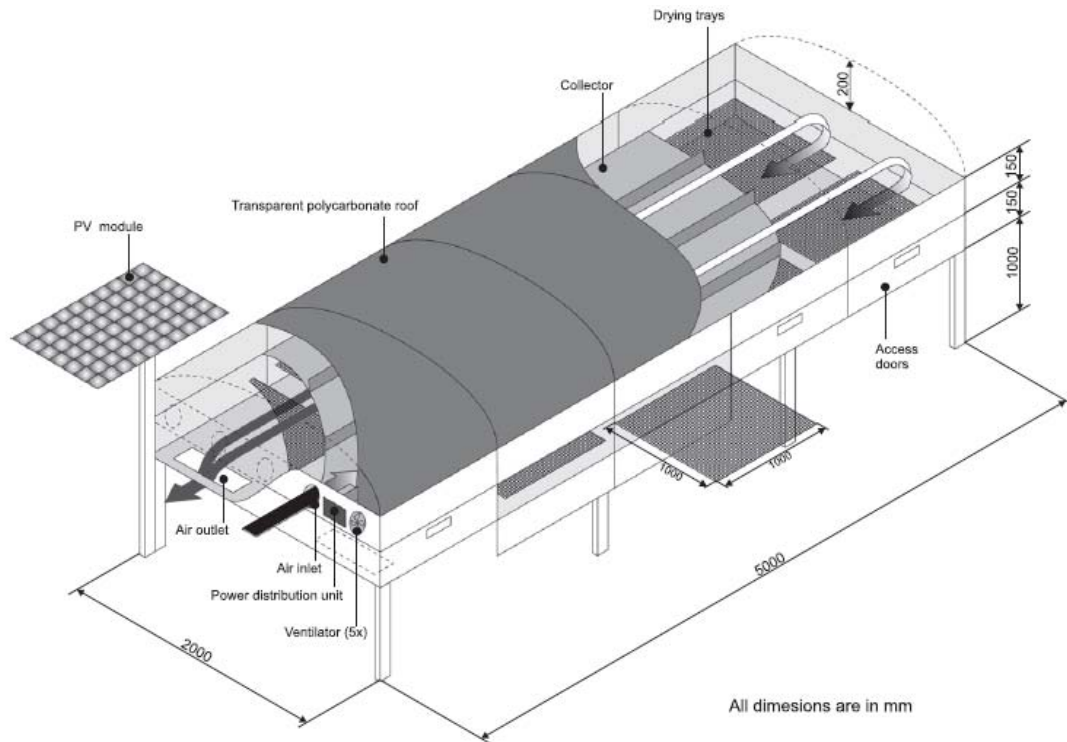 Drying trays
Collector
200
150
150
1000
Transparent polycarbonate roof
PV module
Access
doors
1000
1000
Air outlet
Air inlet
Power distribution unit
Ventilator (5x)
5000
2000
All dimesions are in mm